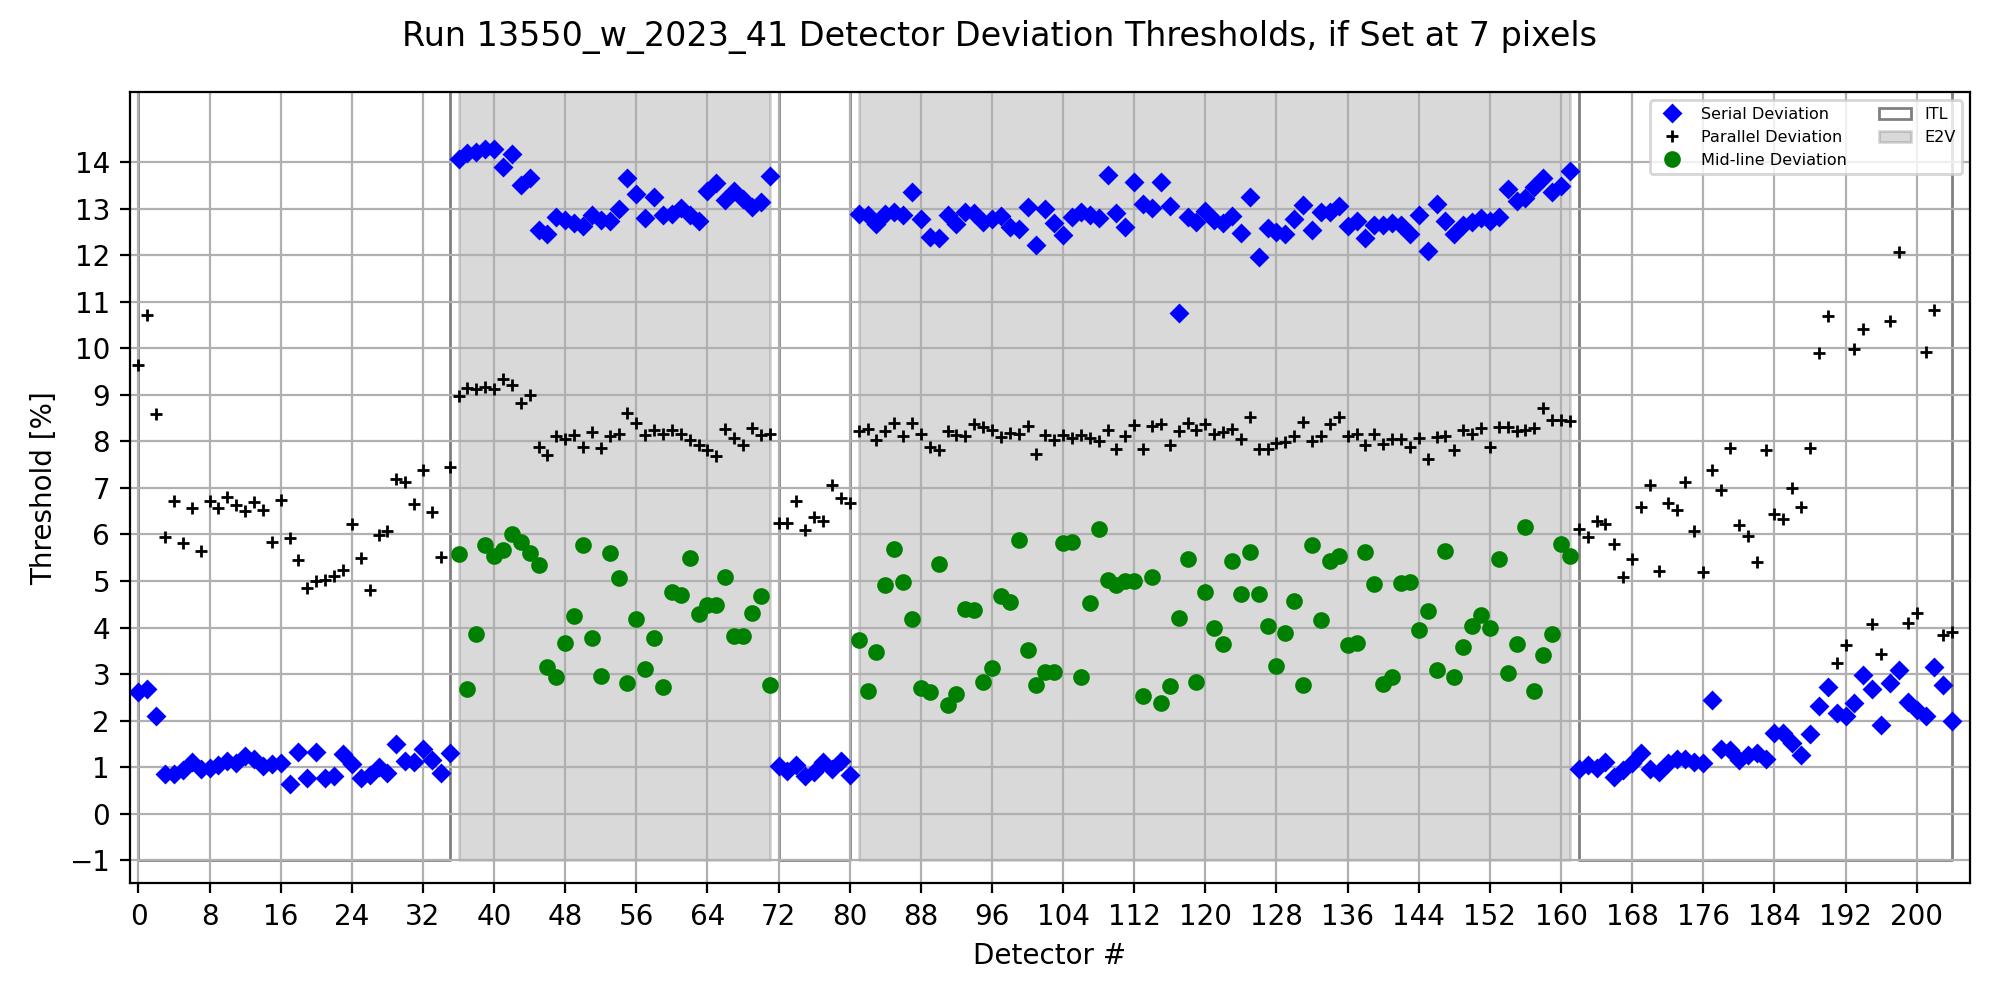 Run 13550_w_2023_41 Detector Deviation Thresholds, if Set at 7 pixels
Serial Deviation
Parallel Deviation
Mid-line Deviation
ITL
E2V
Threshold [%]
14
13
12
11
10
9
8
7
6
5
4
3
2
1
0
−1
0 8 16 24 32 40 48 56 64 72 80 88 96 104 112 120 128 136 144 152 160 168 176 184 192 200
Detector #